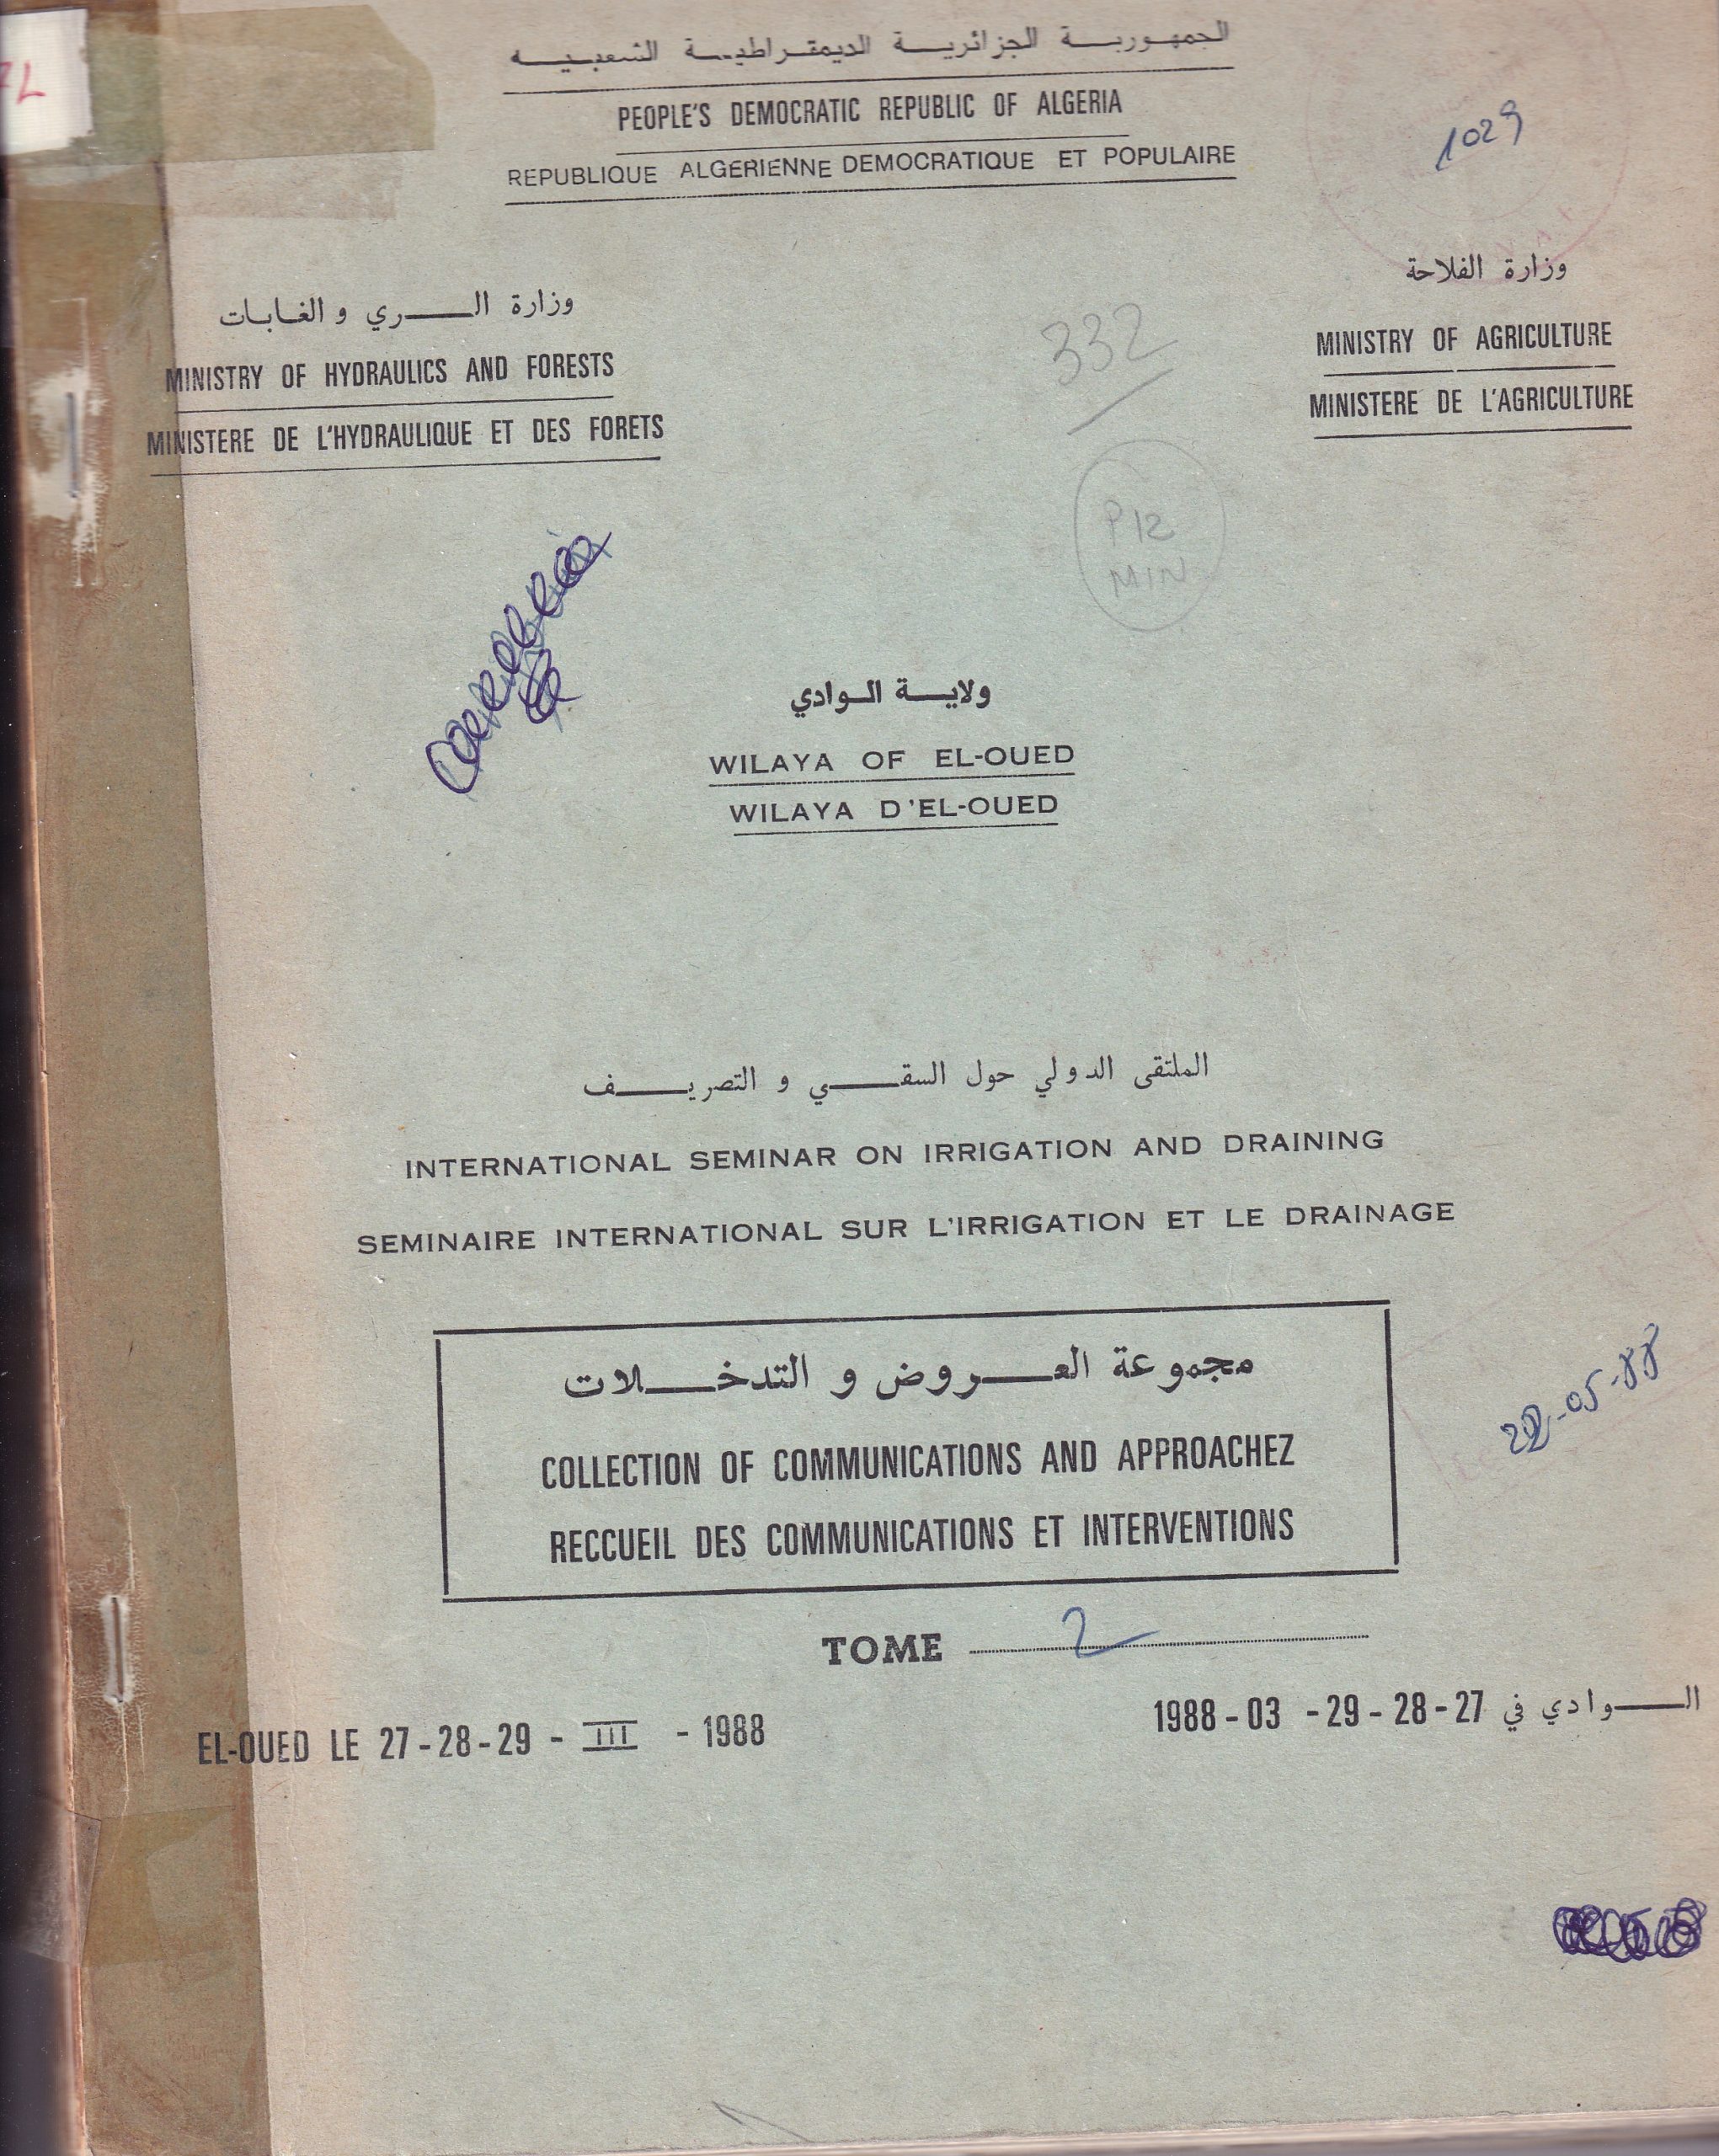 الجمهورية الجزائرية الديمقراطية الشعبية
PEOPLE'S DEMOCRATIC REPUBLIC OF ALGERIA
REPUBLIQUE ALGERIENNE DEMOCRATIQUE ET POPULAIRE
1029
وزارة الري و الغابات
MINISTRY OF HYDRAULICS AND FORESTS
MINISTERE DE L'HYDRAULIQUE ET DES FORETS
وزارة الفلاحة
MINISTRY OF AGRICULTURE
MINISTERE DE L'AGRICULTURE
332
P12
MIN
ولاية الوادي
WILAYA OF EL-OUED
WILAYA D'EL-OUED
الملتقى الدولي حول السقي و التصريف
INTERNATIONAL SEMINAR ON IRRIGATION AND DRAINING
SEMINAIRE INTERNATIONAL SUR L'IRRIGATION ET LE DRAINAGE
مجموعة العروض و التدخلات
COLLECTION OF COMMUNICATIONS AND APPROACHEZ
RECCUEIL DES COMMUNICATIONS ET INTERVENTIONS
22-05-88
TOME 2
EL-OUED LE 27-28-29 - III - 1988
الوادي في 27-28-29- 03-1988